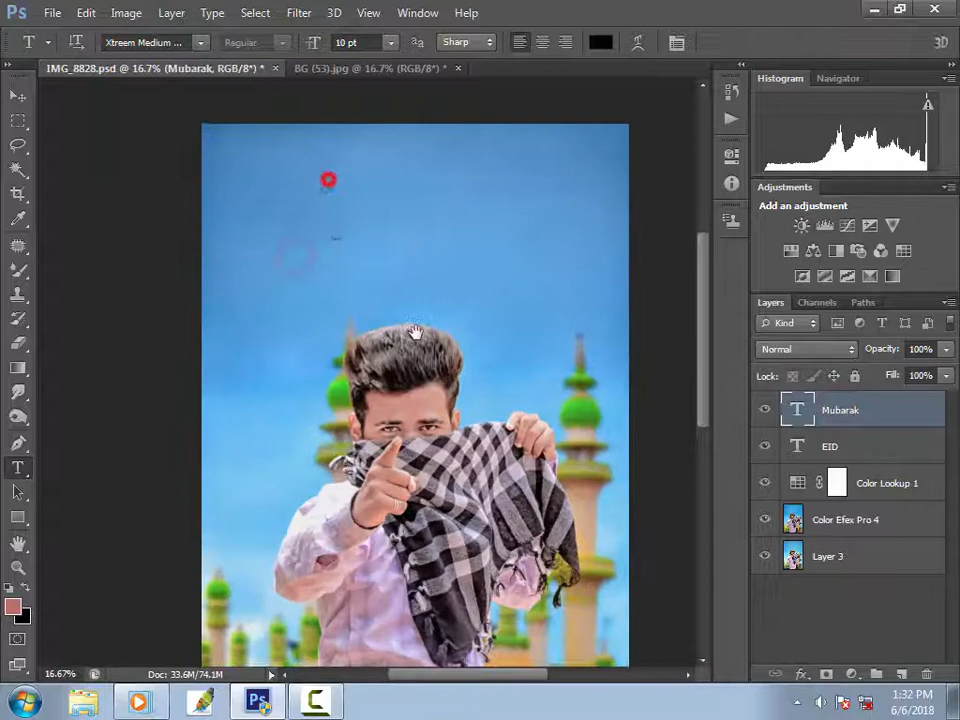 Ps File Edit Image Layer Type Select Filter 3D View Window Help
T Xtreem Medium ... Regular 10 pt aa Sharp 3D
IMG_8828.psd @ 16.7% (Mubarak, RGB/8*) * × BG (53).jpg @ 16.7% (RGB/8*) * ×
Histogram Navigator
Adjustments
Add an adjustment
Layers Channels Paths
Kind
Normal Opacity: 100%
Lock: Fill: 100%
T Mubarak
T EID
Color Lookup 1
Color Efex Pro 4
Layer 3
16.67% Doc: 33.6M/74.1M
Ps C 1:32 PM
6/6/2018